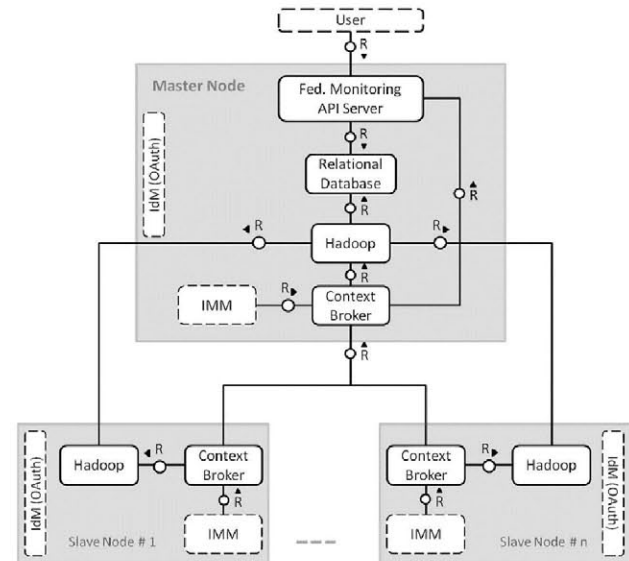 User
R
Master Node
Fed. Monitoring
API Server
R
IdM (OAuth)
Relational
Database
R
R
R
R
Hadoop
R
IMM
R
Context
Broker
R
IdM (OAuth)
Hadoop
R
Context
Broker
R
IMM
Slave Node # 1
Context
Broker
R
Hadoop
IdM (OAuth)
R
IMM
Slave Node # n